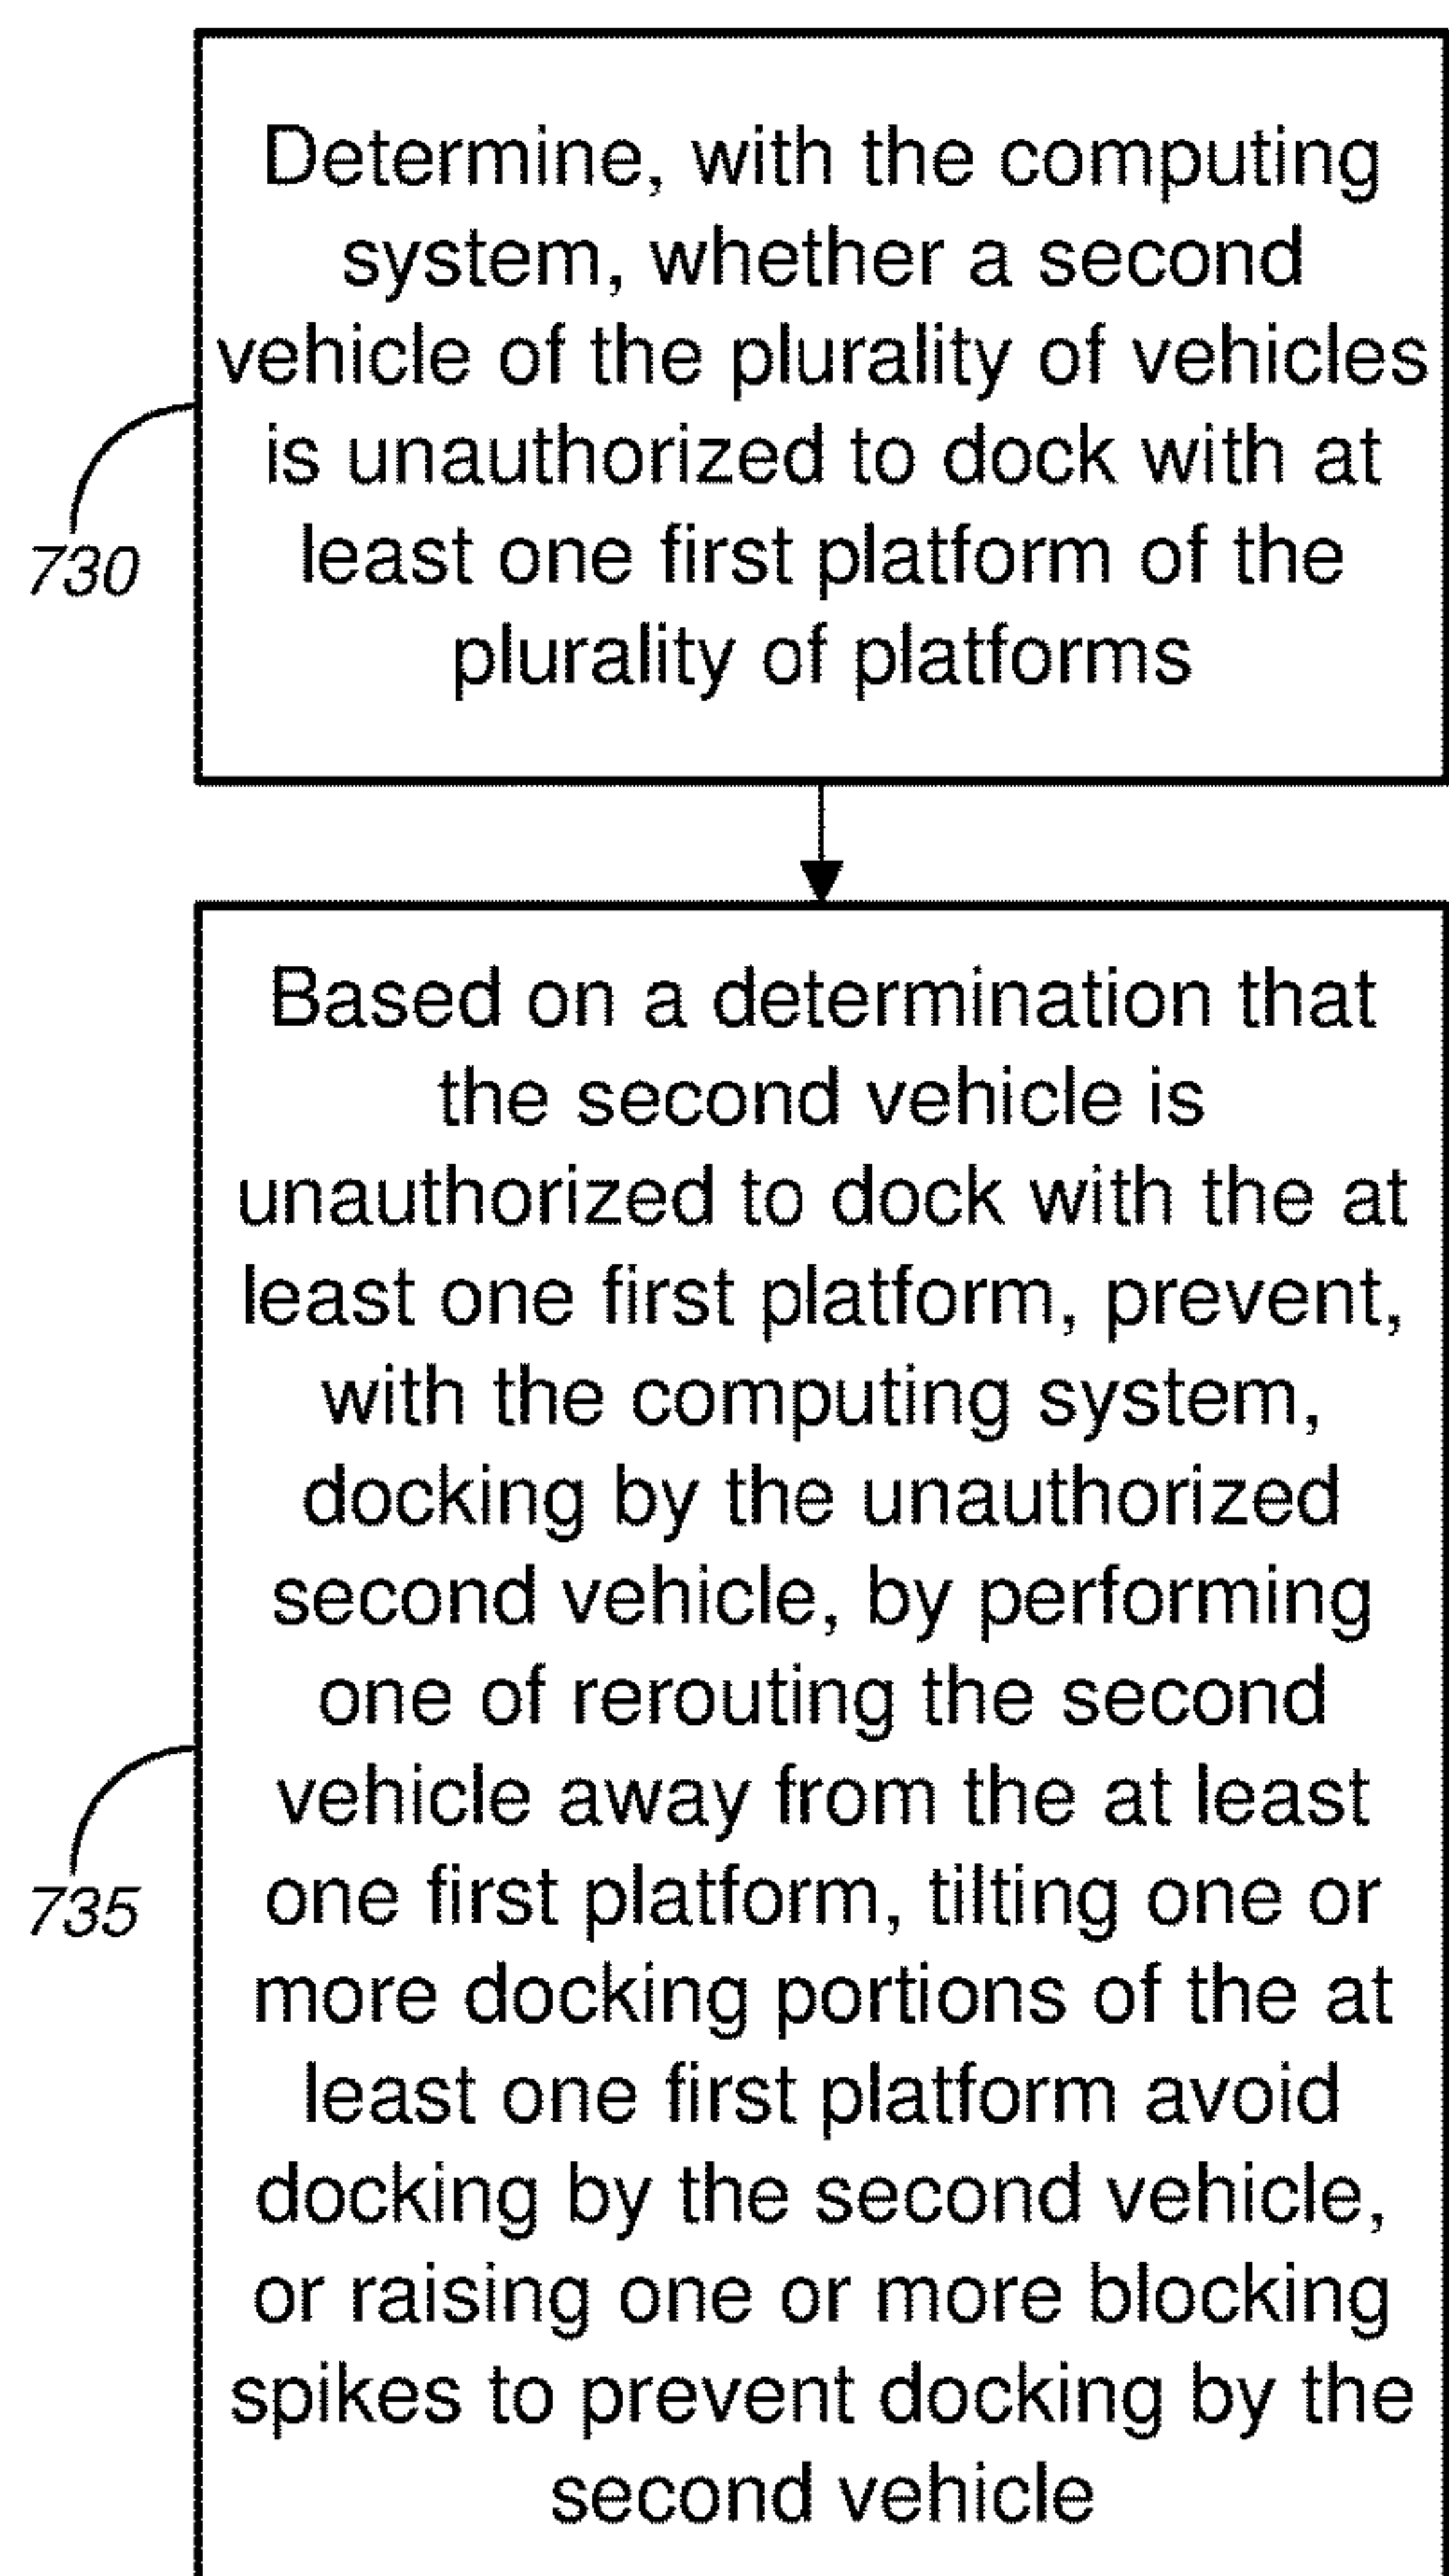 Determine, with the computing
system, whether a second
vehicle of the plurality of vehicles
is unauthorized to dock with at
least one first platform of the
plurality of platforms
730
Based on a determination that
the second vehicle is
unauthorized to dock with the at
least one first platform, prevent,
with the computing system,
docking by the unauthorized
second vehicle, by performing
one of rerouting the second
vehicle away from the at least
one first platform, tilting one or
more docking portions of the at
least one first platform avoid
docking by the second vehicle,
or raising one or more blocking
spikes to prevent docking by the
second vehicle
735